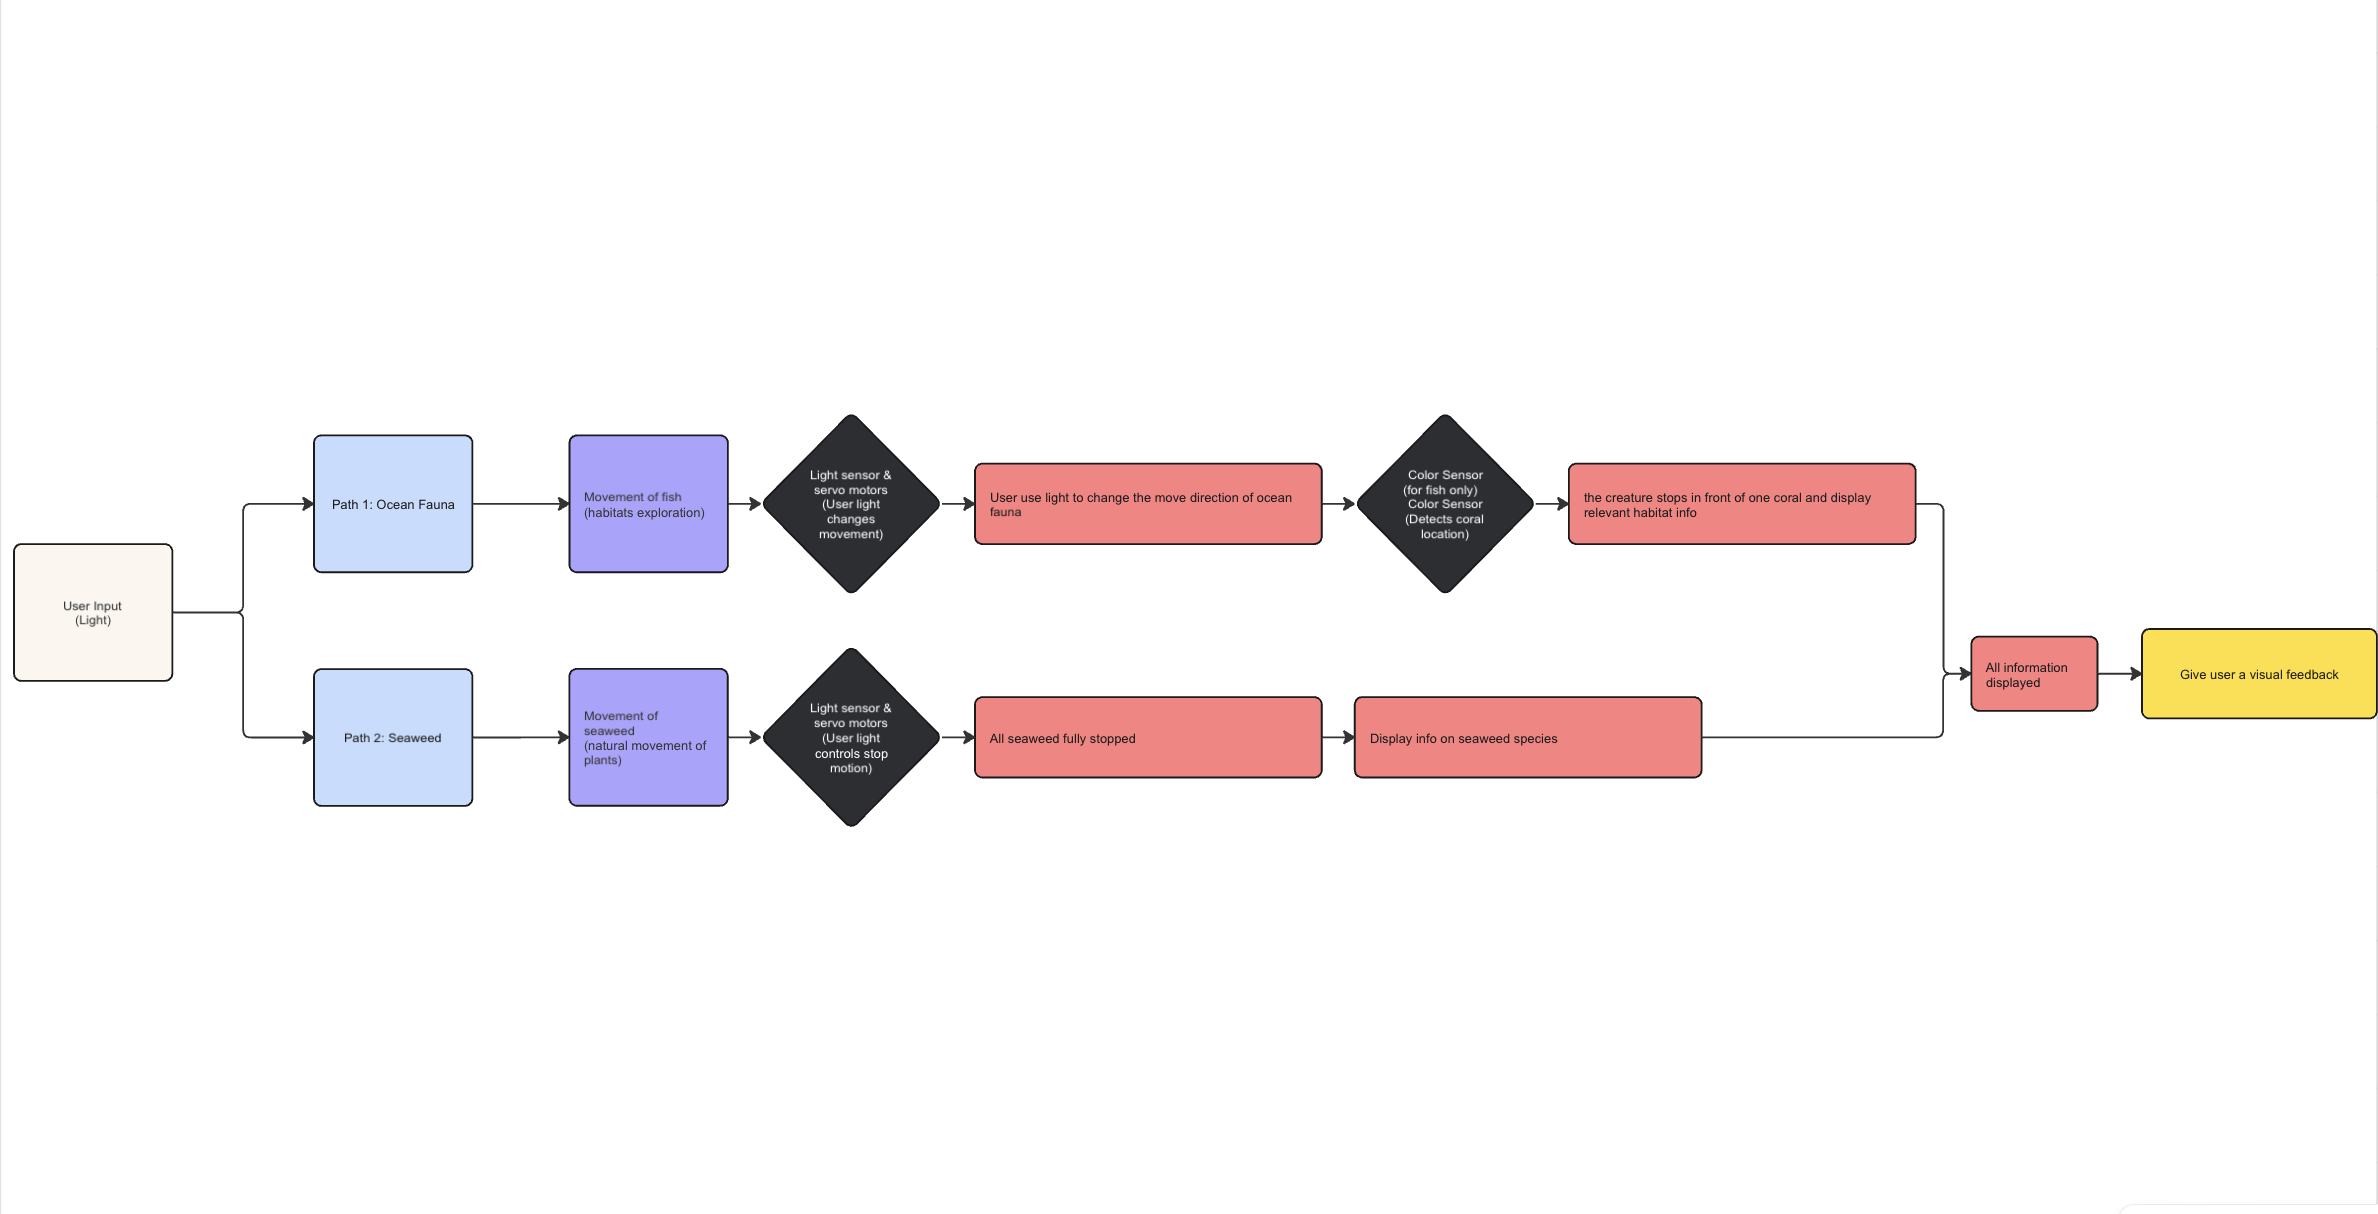 User Input
(Light)
Path 1: Ocean Fauna
Movement of fish
(habitats exploration)
Light sensor &
servo motors
(User light
changes
movement)
User use light to change the move direction of ocean
fauna
Color Sensor
(for fish only)
Color Sensor
(Detects coral
location)
the creature stops in front of one coral and display
relevant habitat info
Path 2: Seaweed
Movement of
seaweed
(natural movement of
plants)
Light sensor &
servo motors
(User light
controls stop
motion)
All seaweed fully stopped
Display info on seaweed species
All information
displayed
Give user a visual feedback